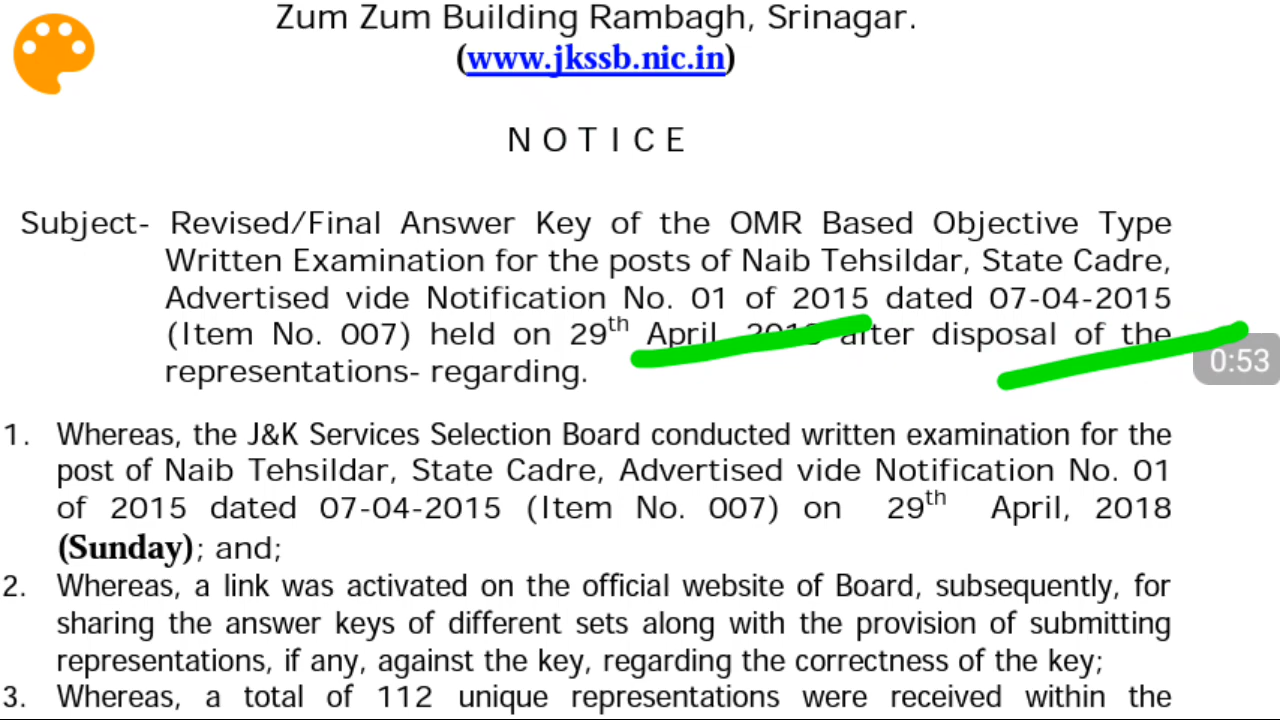 Zum Zum Building Rambagh, Srinagar.
(www.jkssb.nic.in)
NOTICE
Subject- Revised/Final Answer Key of the OMR Based Objective Type
Written Examination for the posts of Naib Tehsildar, State Cadre,
Advertised vide Notification No. 01 of 2015 dated 07-04-2015
(Item No. 007) held on 29th April, 2018 after disposal of the
representations- regarding.
0:53
1. Whereas, the J&K Services Selection Board conducted written examination for the
post of Naib Tehsildar, State Cadre, Advertised vide Notification No. 01
of 2015 dated 07-04-2015 (Item No. 007) on 29th April, 2018
(Sunday); and;
2. Whereas, a link was activated on the official website of Board, subsequently, for
sharing the answer keys of different sets along with the provision of submitting
representations, if any, against the key, regarding the correctness of the key;
3. Whereas, a total of 112 unique representations were received within the